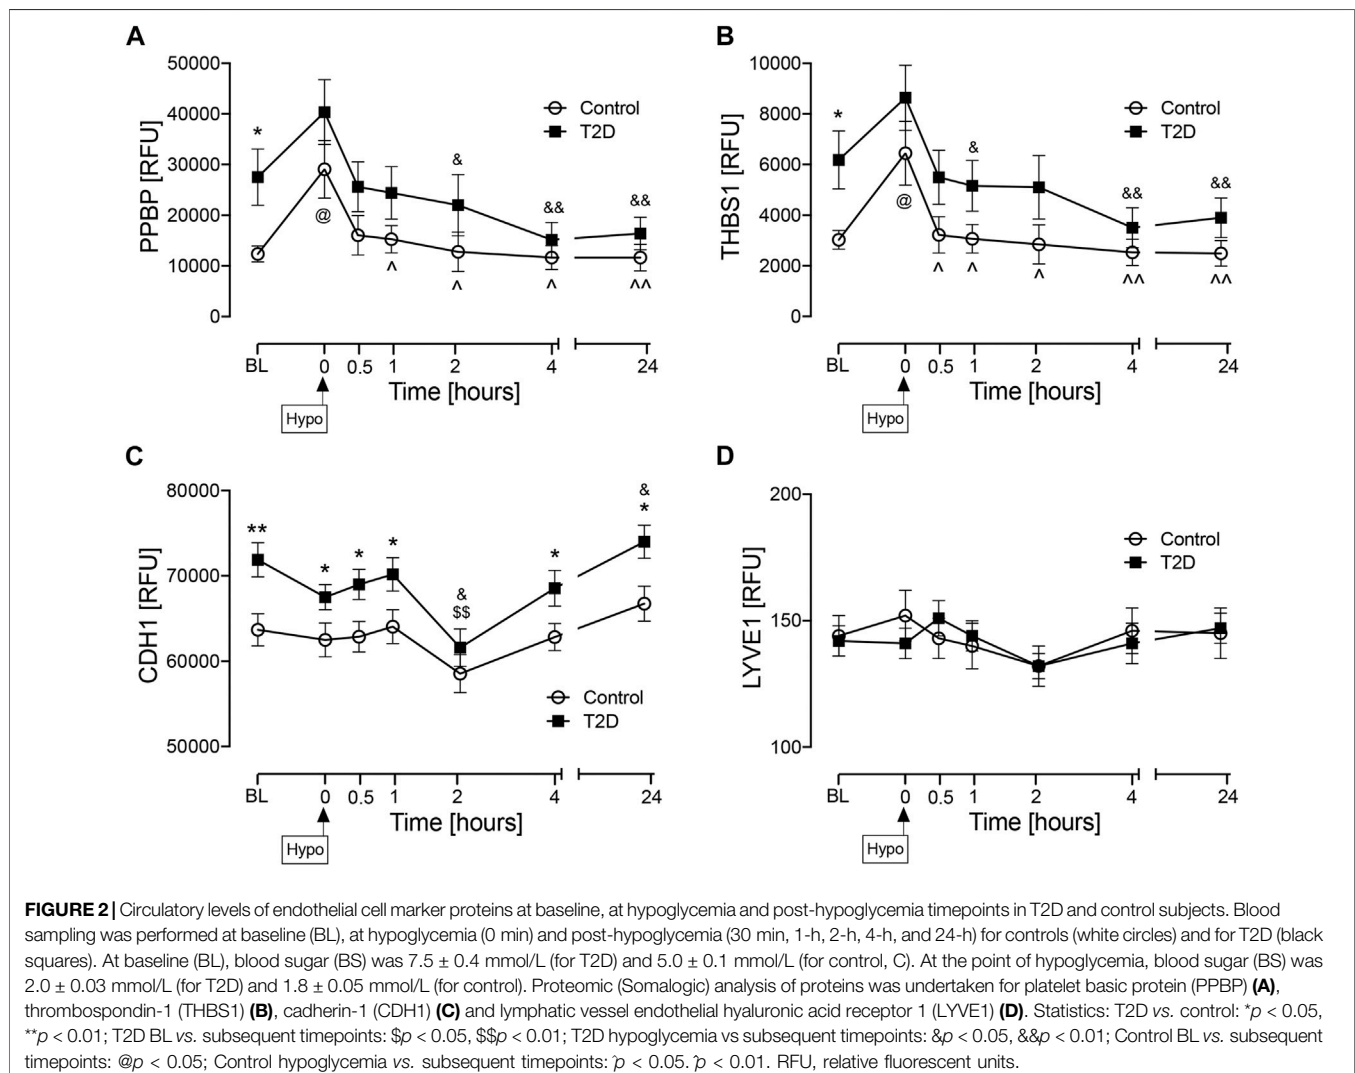 A
PPBP [RFU]
50000
40000
30000
20000
10000
0
*
@
^
&
^
&&
^
&&
^^
Control
T2D
BL 0 0.5 1 2 4 24
Time [hours]
Hypo
B
THBS1 [RFU]
10000
8000
6000
4000
2000
0
*
@
^
&
^
^
&&
^^
&&
^^
Control
T2D
BL 0 0.5 1 2 4 24
Time [hours]
Hypo
C
CDH1 [RFU]
80000
70000
60000
50000
**
*
*
*
&
$$
*
&
*
Control
T2D
BL 0 0.5 1 2 4 24
Time [hours]
Hypo
D
LYVE1 [RFU]
200
150
100
Control
T2D
BL 0 0.5 1 2 4 24
Time [hours]
Hypo
FIGURE 2 | Circulatory levels of endothelial cell marker proteins at baseline, at hypoglycemia and post-hypoglycemia timepoints in T2D and control subjects. Blood
sampling was performed at baseline (BL), at hypoglycemia (0 min) and post-hypoglycemia (30 min, 1-h, 2-h, 4-h, and 24-h) for controls (white circles) and for T2D (black
squares). At baseline (BL), blood sugar (BS) was 7.5 ± 0.4 mmol/L (for T2D) and 5.0 ± 0.1 mmol/L (for control, C). At the point of hypoglycemia, blood sugar (BS) was
2.0 ± 0.03 mmol/L (for T2D) and 1.8 ± 0.05 mmol/L (for control). Proteomic (Somalogic) analysis of proteins was undertaken for platelet basic protein (PPBP) (A),
thrombospondin-1 (THBS1) (B), cadherin-1 (CDH1) (C) and lymphatic vessel endothelial hyaluronic acid receptor 1 (LYVE1) (D). Statistics: T2D vs. control: *p < 0.05,
**p < 0.01; T2D BL vs. subsequent timepoints: $p < 0.05, $$p < 0.01; T2D hypoglycemia vs subsequent timepoints: &p < 0.05, &&p < 0.01; Control BL vs. subsequent
timepoints: @p < 0.05; Control hypoglycemia vs. subsequent timepoints: ˆp < 0.05. ˆp < 0.01. RFU, relative fluorescent units.